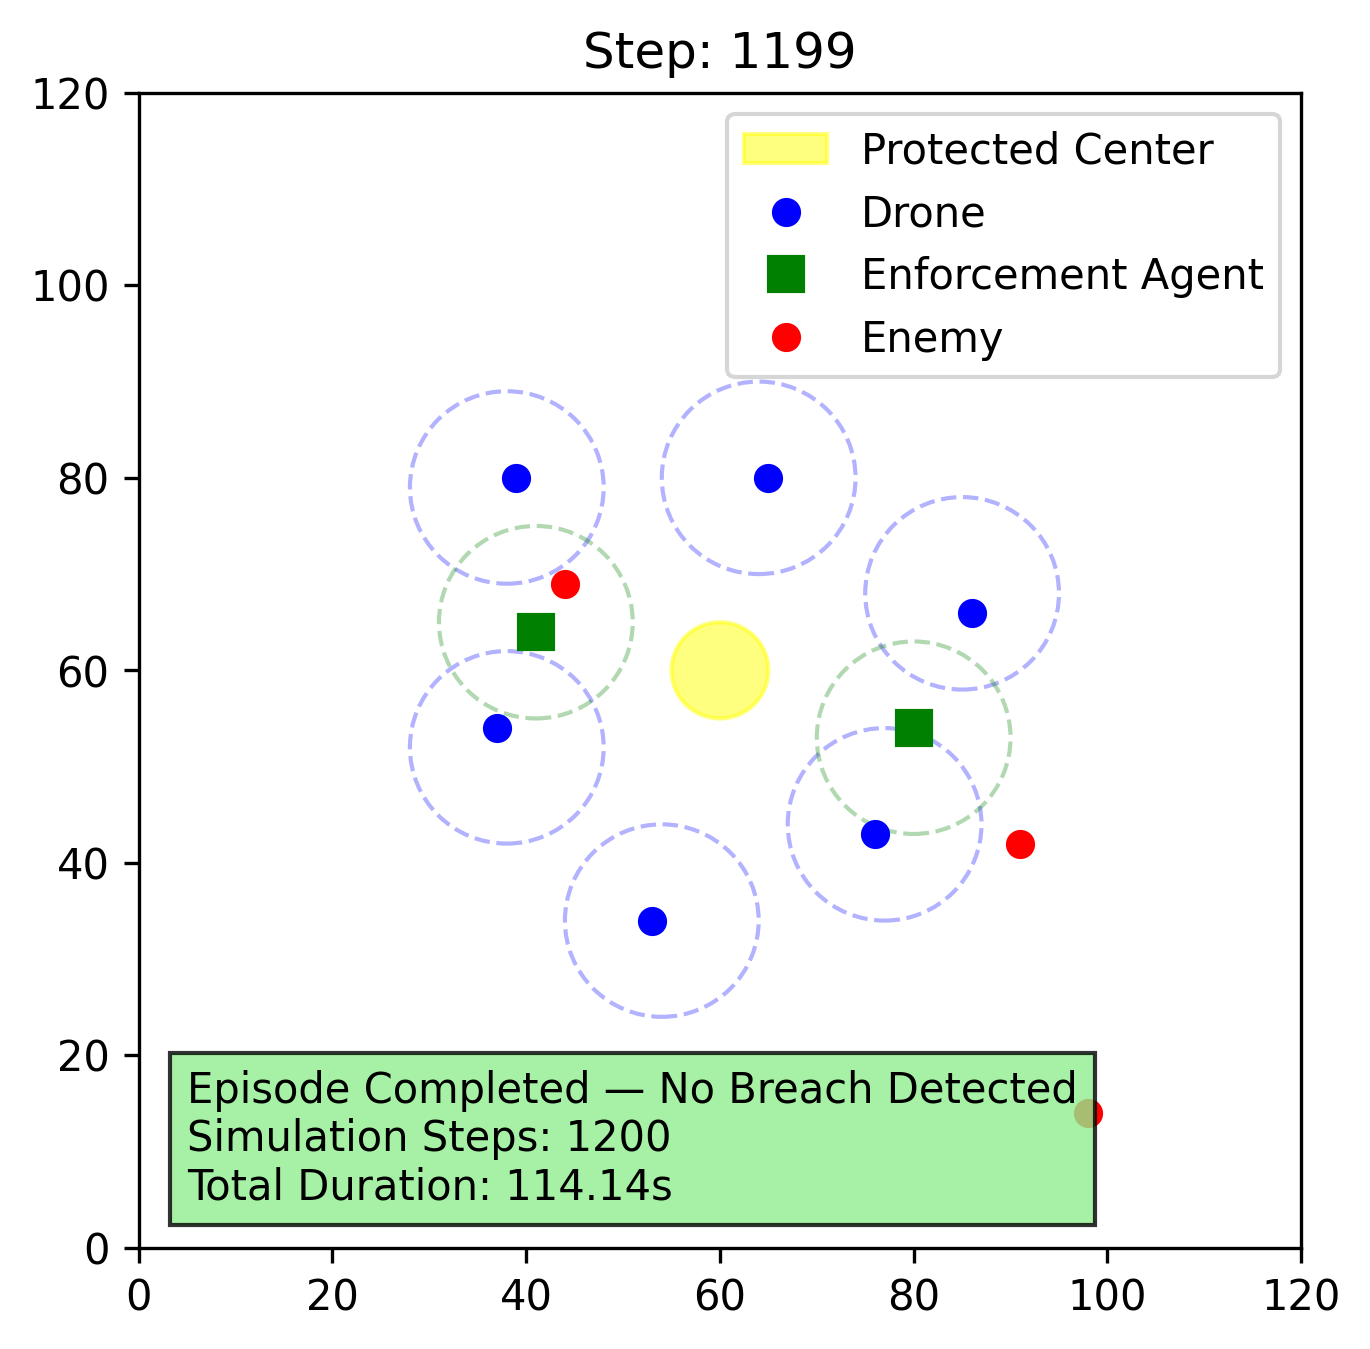 Step: 1199
120
100
80
60
40
20
0
Protected Center
Drone
Enforcement Agent
Enemy
Episode Completed — No Breach Detected
Simulation Steps: 1200
Total Duration: 114.14s
0 20 40 60 80 100 120